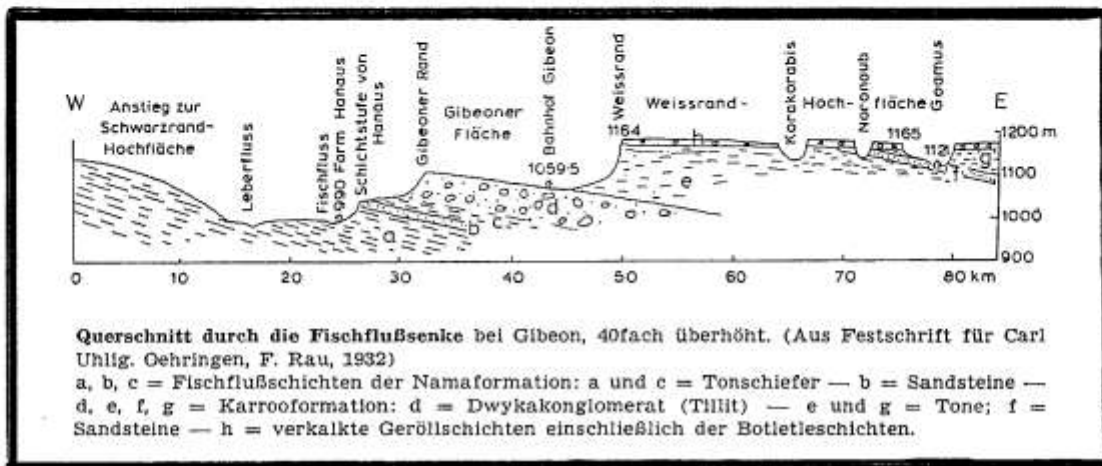 W
Anstieg zur
Schwarzrand-
Hochfläche
Leberfluss
Fischfluss
990 Farm Hanaus
Schichtstufe von
Hanaus
Gibeoner Rand
Gibeoner
Fläche
Bahnhof Gibeon
1059·5
Weissrand
1164
Weissrand-
Korakorabis
Hoch-
Noronaub
fläche
1165
Goamus
1121
E
1200 m
1100
1000
900
a
b
c
d
e
h
f
g
0 10 20 30 40 50 60 70 80 km
Querschnitt durch die Fischflußsenke bei Gibeon, 40fach überhöht. (Aus Festschrift für Carl
Uhlig. Oehringen, F. Rau, 1932)
a, b, c = Fischflußschichten der Namaformation: a und c = Tonschiefer — b = Sandsteine —
d, e, f, g = Karrooformation: d = Dwykakonglomerat (Tillit) — e und g = Tone; f =
Sandsteine — h = verkalkte Geröllschichten einschließlich der Botletleschichten.